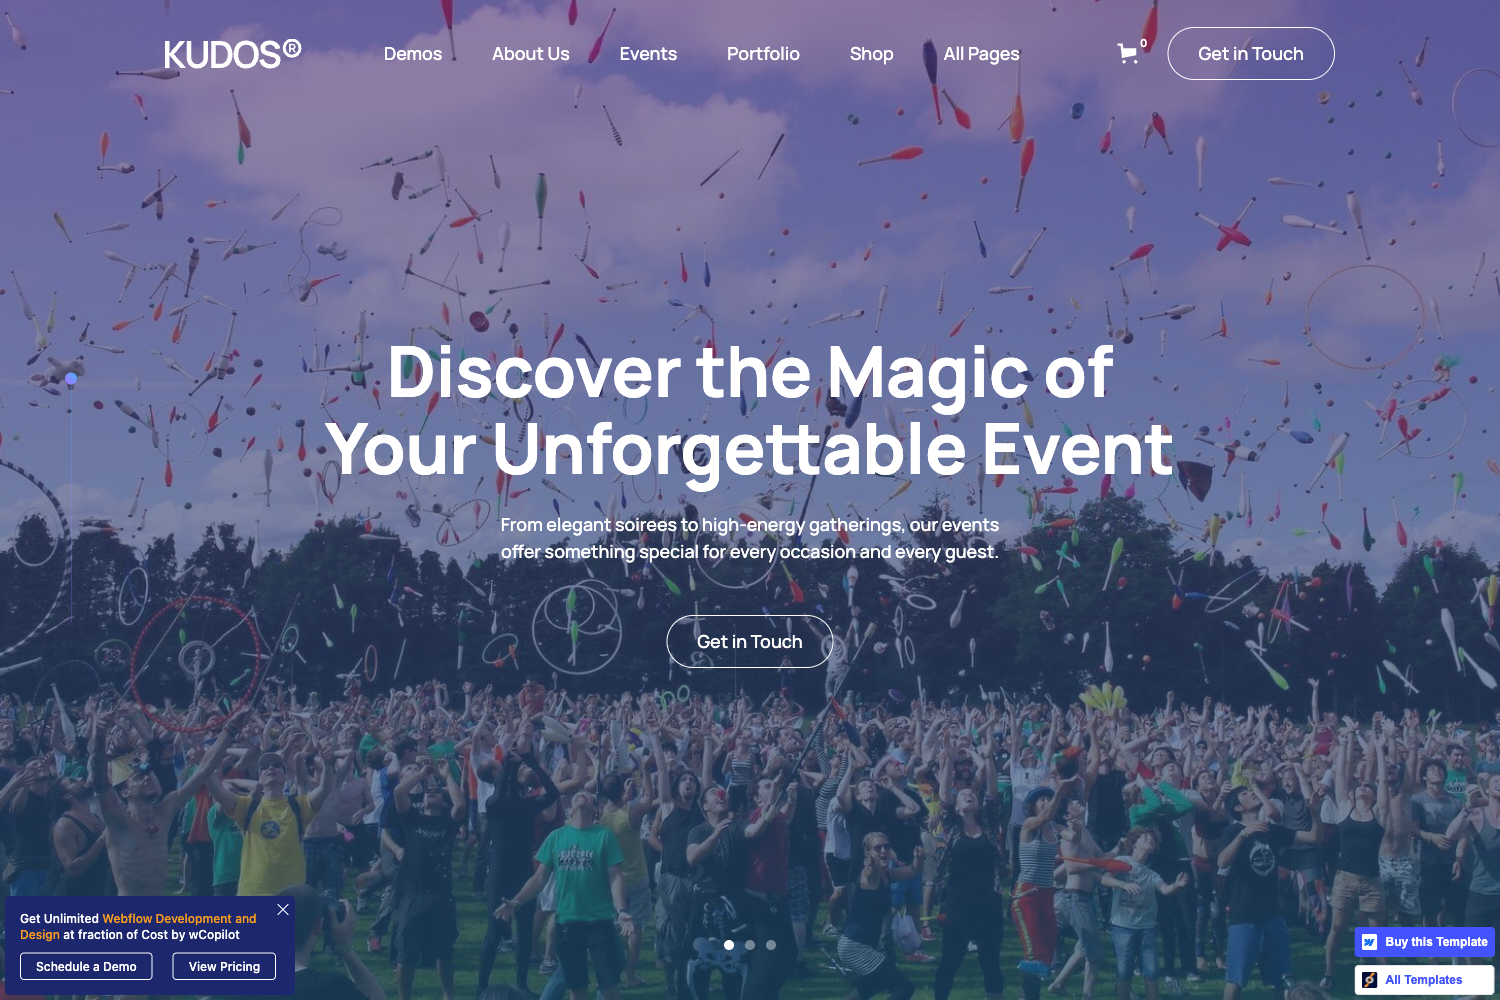 KUDOS®
Demos
About Us
Events
Portfolio
Shop
All Pages
0
Get in Touch
Discover the Magic of
Your Unforgettable Event
From elegant soirees to high-energy gatherings, our events
offer something special for every occasion and every guest.
Get in Touch
Get Unlimited Webflow Development and
Design at fraction of Cost by wCopilot
Schedule a Demo
View Pricing
Buy this Template
All Templates